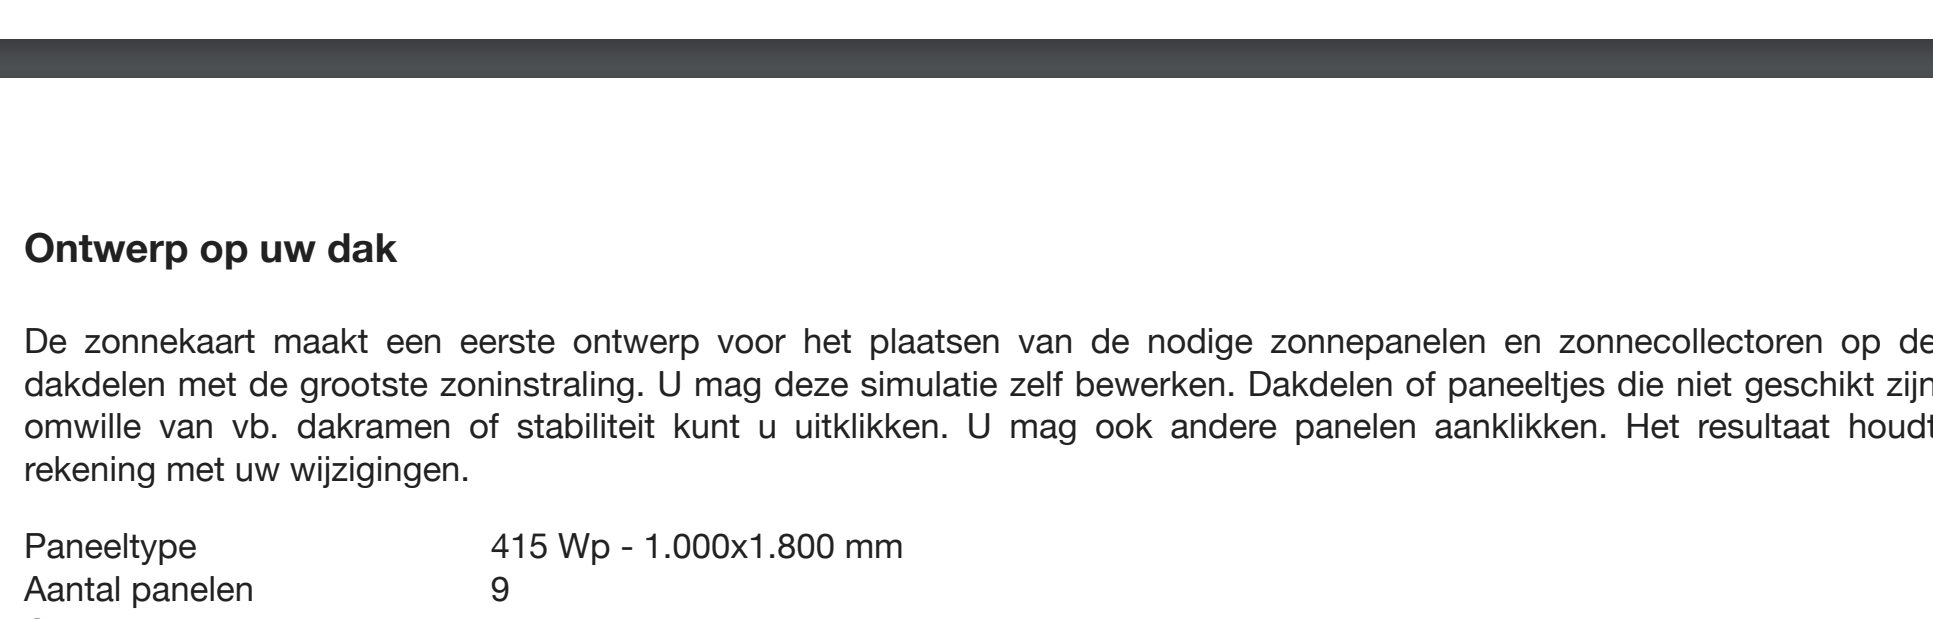 Ontwerp op uw dak
De zonnekaart maakt een eerste ontwerp voor het plaatsen van de nodige zonnepanelen en zonnecollectoren op de
dakdelen met de grootste zoninstraling. U mag deze simulatie zelf bewerken. Dakdelen of paneeltjes die niet geschikt zijn
omwille van vb. dakramen of stabiliteit kunt u uitklikken. U mag ook andere panelen aanklikken. Het resultaat houdt
rekening met uw wijzigingen.
Paneeltype 415 Wp - 1.000x1.800 mm
Aantal panelen 9